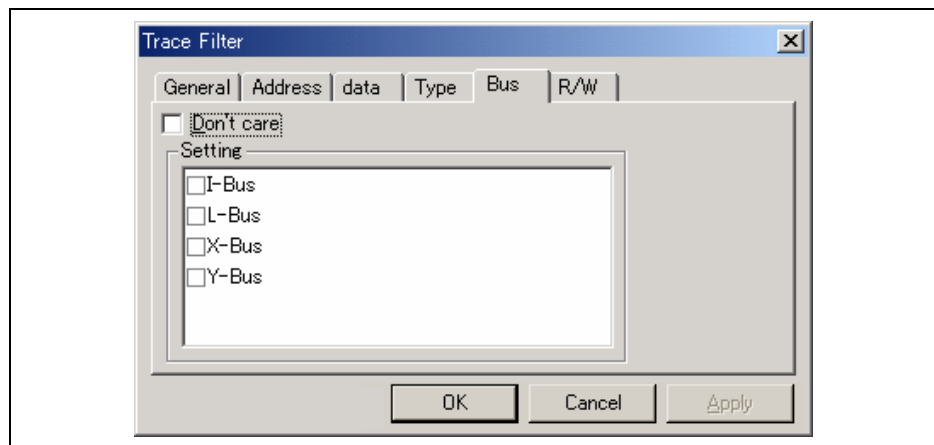 Trace Filter
General Address data Type Bus R/W
Don't care
Setting
I-Bus
L-Bus
X-Bus
Y-Bus
OK Cancel Apply